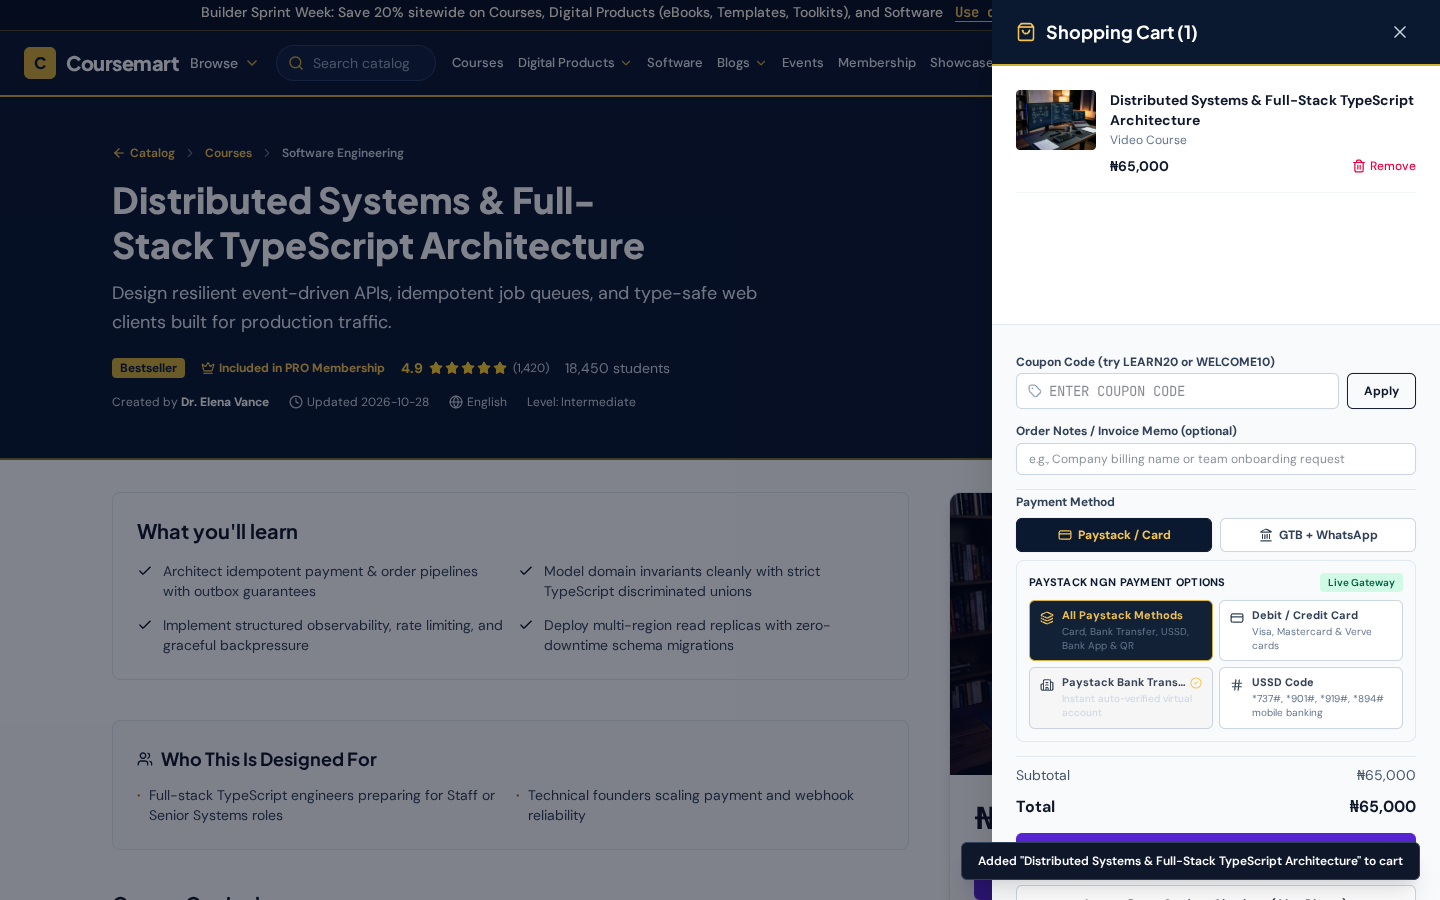 Builder Sprint Week: Save 20% sitewide on Courses, Digital Products (eBooks, Templates, Toolkits), and Software Use
C Coursemart Browse Search catalog Courses Digital Products Software Blogs Events Membership Showcase
Catalog Courses Software Engineering
Distributed Systems & Full-
Stack TypeScript Architecture
Design resilient event-driven APIs, idempotent job queues, and type-safe web
clients built for production traffic.
Bestseller Included in PRO Membership 4.9 (1,420) 18,450 students
Created by Dr. Elena Vance Updated 2026-10-28 English Level: Intermediate
What you'll learn
Architect idempotent payment & order pipelines
with outbox guarantees
Model domain invariants cleanly with strict
TypeScript discriminated unions
Implement structured observability, rate limiting, and
graceful backpressure
Deploy multi-region read replicas with zero-
downtime schema migrations
Who This Is Designed For
· Full-stack TypeScript engineers preparing for Staff or
Senior Systems roles
· Technical founders scaling payment and webhook
reliability
Shopping Cart (1)
Distributed Systems & Full-Stack TypeScript
Architecture
Video Course
₦65,000 Remove
Coupon Code (try LEARN20 or WELCOME10)
ENTER COUPON CODE Apply
Order Notes / Invoice Memo (optional)
e.g., Company billing name or team onboarding request
Payment Method
Paystack / Card GTB + WhatsApp
PAYSTACK NGN PAYMENT OPTIONS Live Gateway
All Paystack Methods
Card, Bank Transfer, USSD,
Bank App & QR
Debit / Credit Card
Visa, Mastercard & Verve
cards
Paystack Bank Trans...
Instant auto-verified virtual
account
USSD Code
*737#, *901#, *919#, *894#
mobile banking
Subtotal ₦65,000
Total ₦65,000
Added "Distributed Systems & Full-Stack TypeScript Architecture" to cart